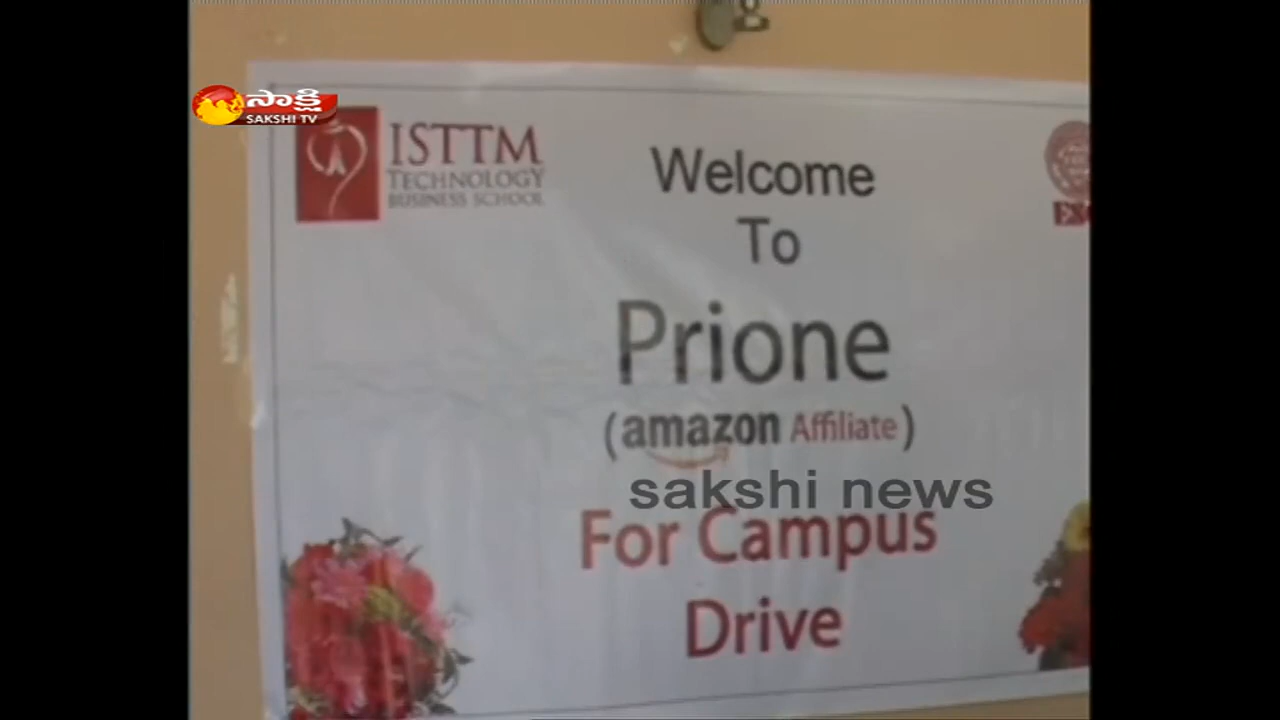 సాక్షి
SAKSHI TV
ISTTM
TECHNOLOGY
BUSINESS SCHOOL
Welcome
To
Prione
(amazon Affiliate)
sakshi news
For Campus
Drive